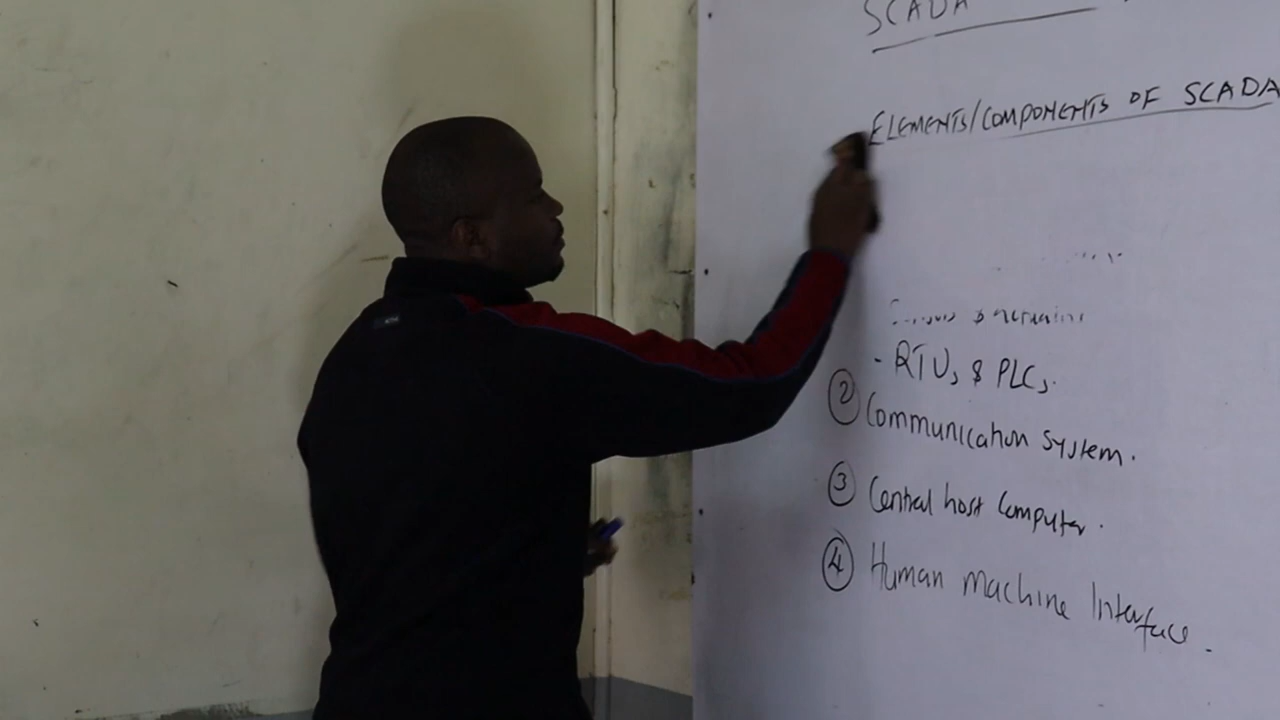 SCADA
ELEMENTS/COMPONENTS OF SCADA
- RTUs & PLCs.
② Communication system.
③ Central host computer.
④ Human machine Interface.